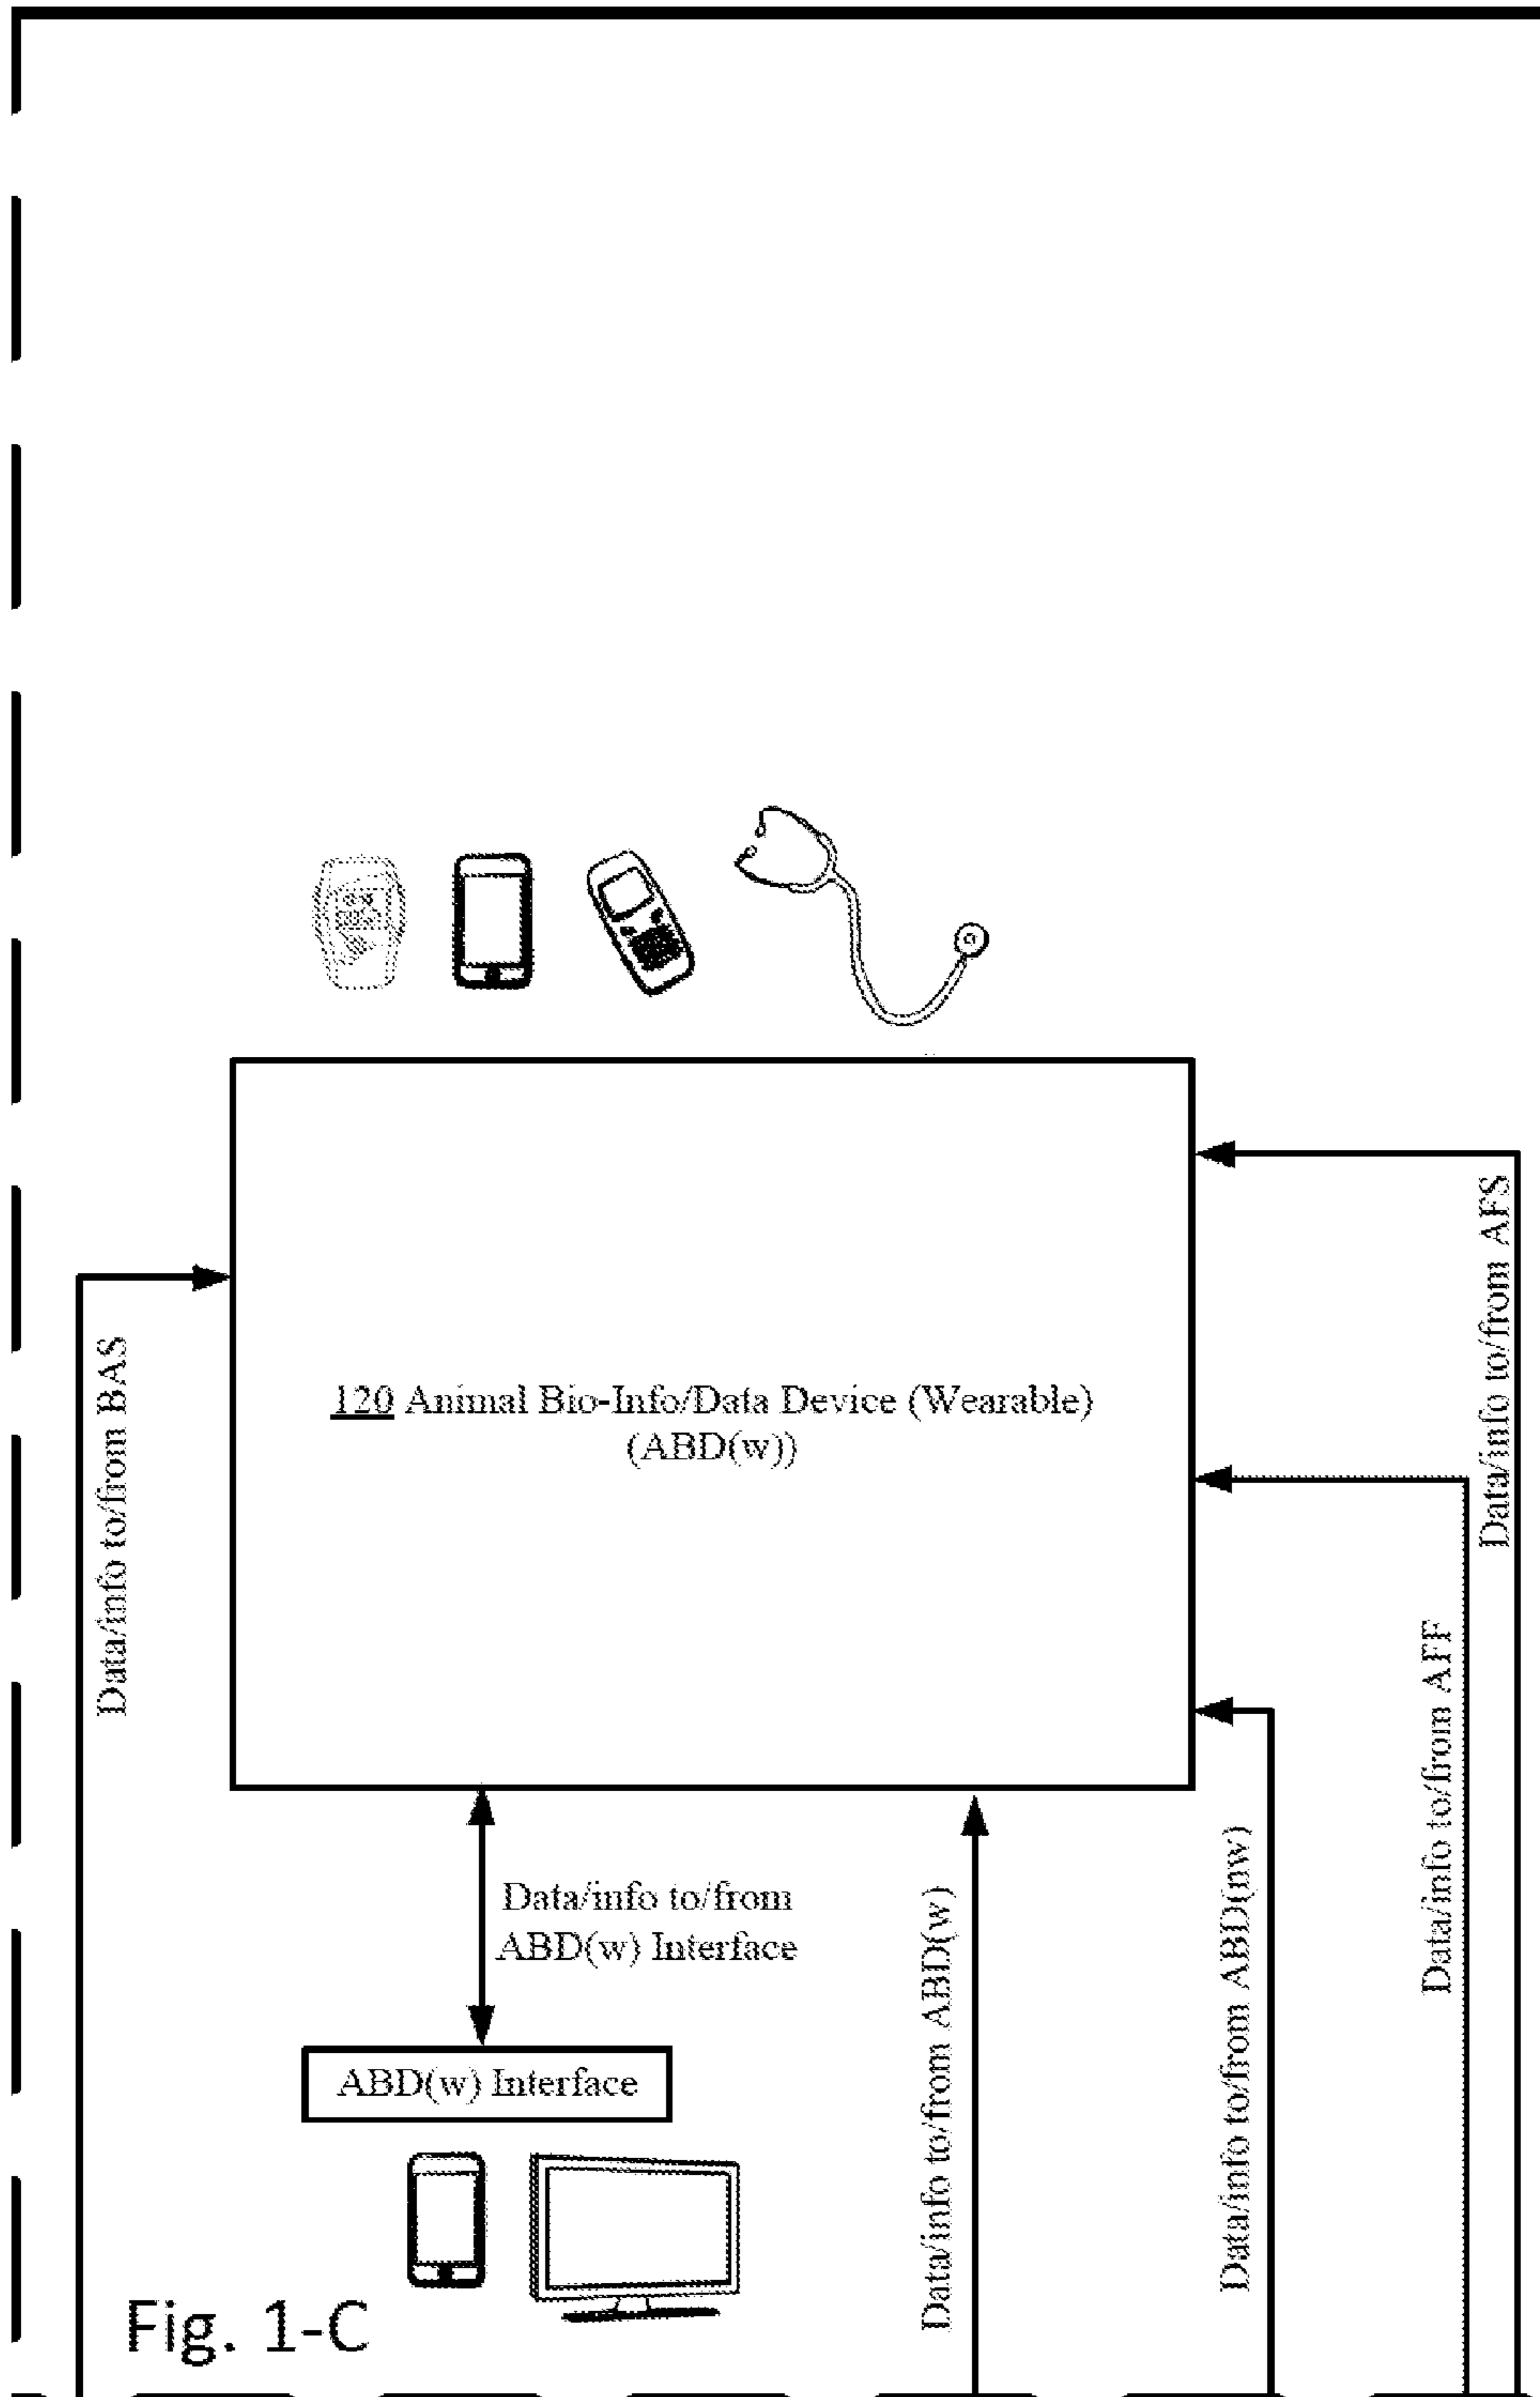 120 Animal Bio-Info/Data Device (Wearable)
(ABD(w))
Data/info to/from BAS
Data/info to/from AFS
Data/info to/from AFF
Data/info to/from ABD(nw)
Data/info to/from ABD(w)
Data/info to/from
ABD(w) Interface
ABD(w) Interface
Fig. 1-C